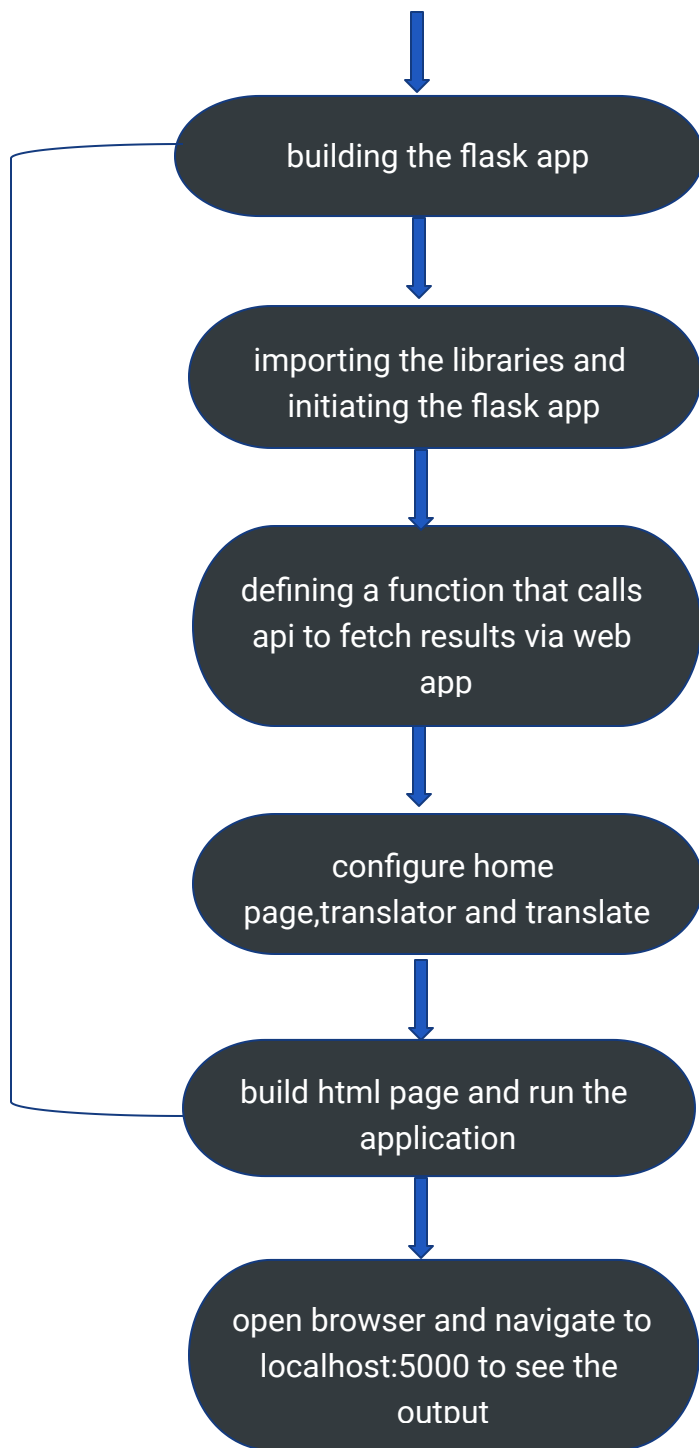 building the flask app
importing the libraries and
initiating the flask app
defining a function that calls
api to fetch results via web
app
configure home
page,translator and translate
build html page and run the
application
open browser and navigate to
localhost:5000 to see the
output